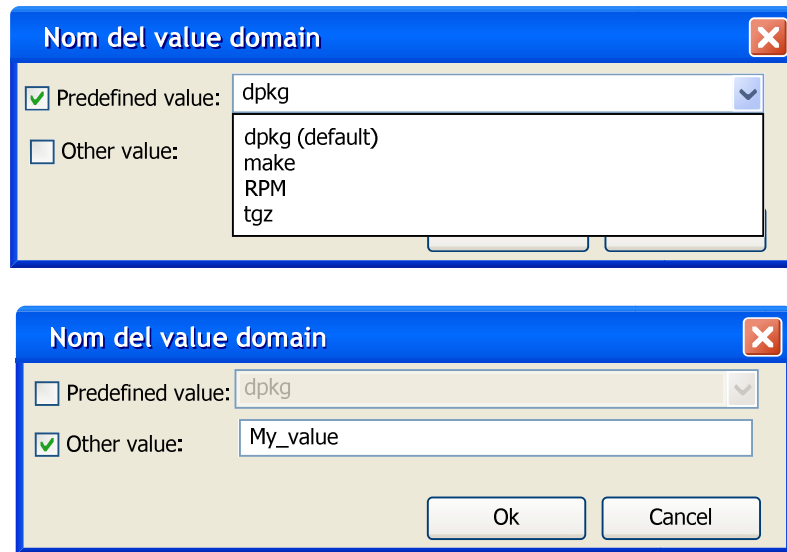 Nom del value domain
Predefined value: dpkg
Other value:
dpkg (default)
make
RPM
tgz
Nom del value domain
Predefined value: dpkg
Other value: My_value
Ok Cancel